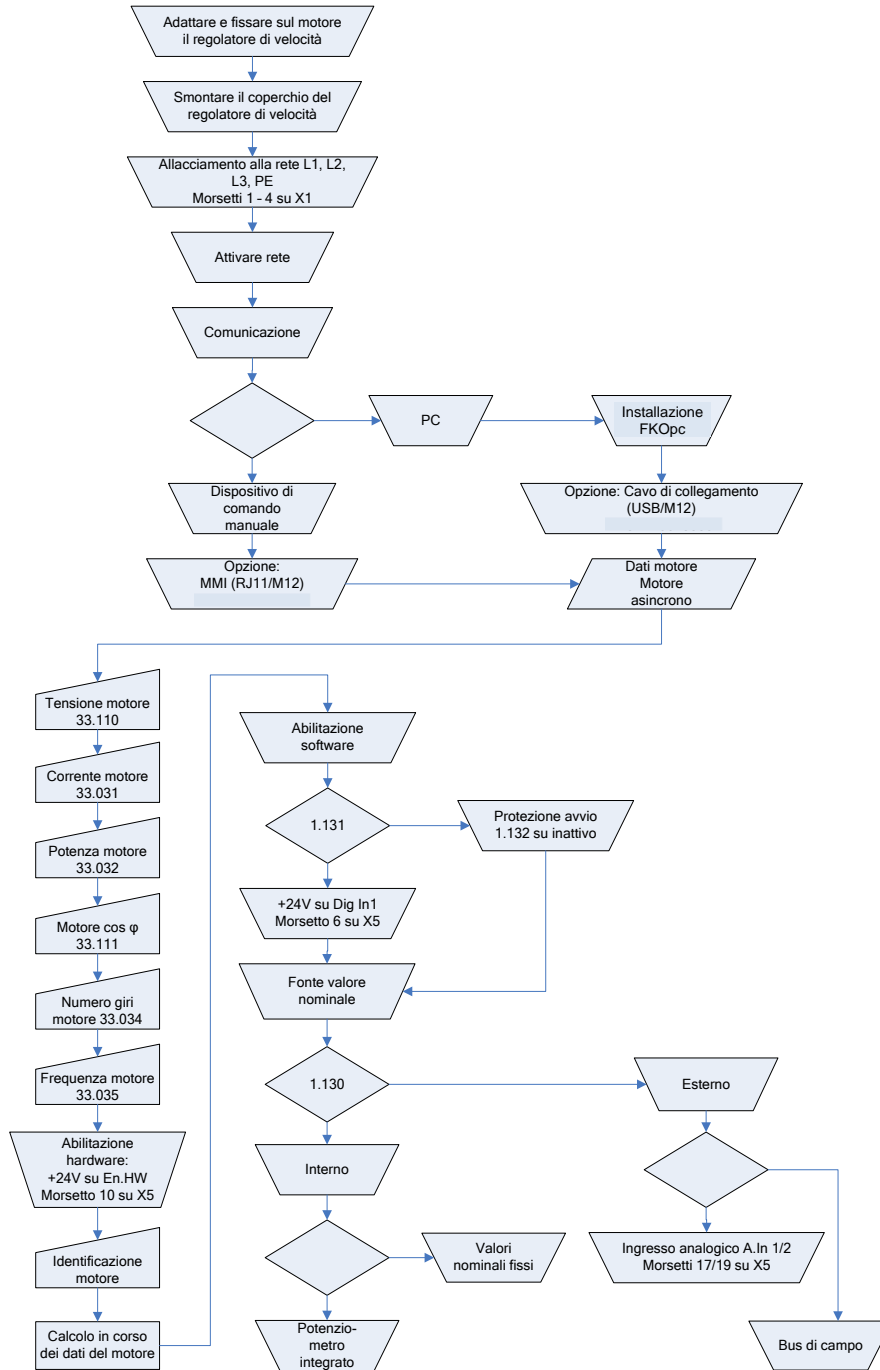 Adattare e fissare sul motore
il regolatore di velocità
Smontare il coperchio del
regolatore di velocità
Allacciamento alla rete L1, L2,
L3, PE
Morsetti 1 - 4 su X1
Attivare rete
Comunicazione
PC
Installazione
FKOpc
Dispositivo di
comando
manuale
Opzione: Cavo di collegamento
(USB/M12)
Opzione:
MMI (RJ11/M12)
Dati motore
Motore
asincrono
Tensione motore
33.110
Corrente motore
33.031
Potenza motore
33.032
Motore cos φ
33.111
Numero giri
motore 33.034
Frequenza motore
33.035
Abilitazione
hardware:
+24V su En.HW
Morsetto 10 su X5
Identificazione
motore
Calcolo in corso
dei dati del motore
Abilitazione
software
1.131
Protezione avvio
1.132 su inattivo
+24V su Dig In1
Morsetto 6 su X5
Fonte valore
nominale
1.130
Esterno
Interno
Valori
nominali fissi
Ingresso analogico A.In 1/2
Morsetti 17/19 su X5
Potenzio-
metro
integrato
Bus di campo